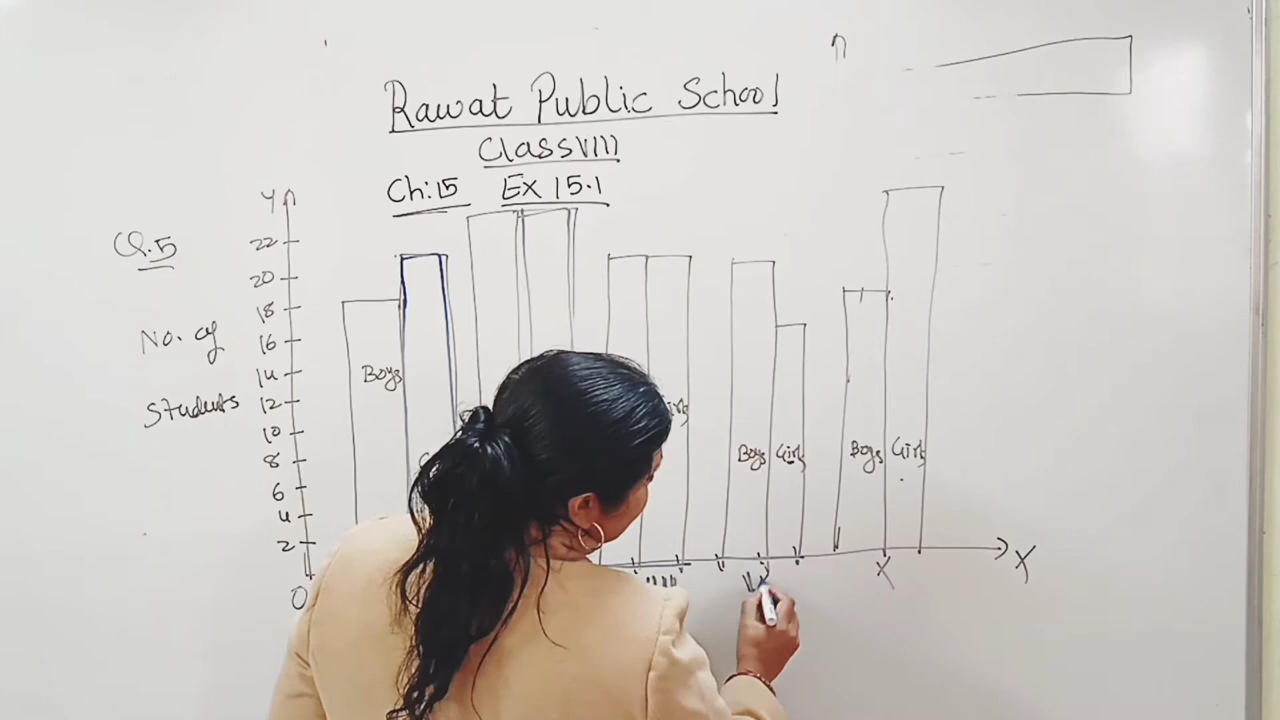 Rawat Public School
Class VIII
Ch: 15 Ex 15.1
Q.5
Y
22
20
18
16
14
12
10
8
6
4
2
0
No. of
Students
Boys
Boys Girls
Boys Girls
X
X